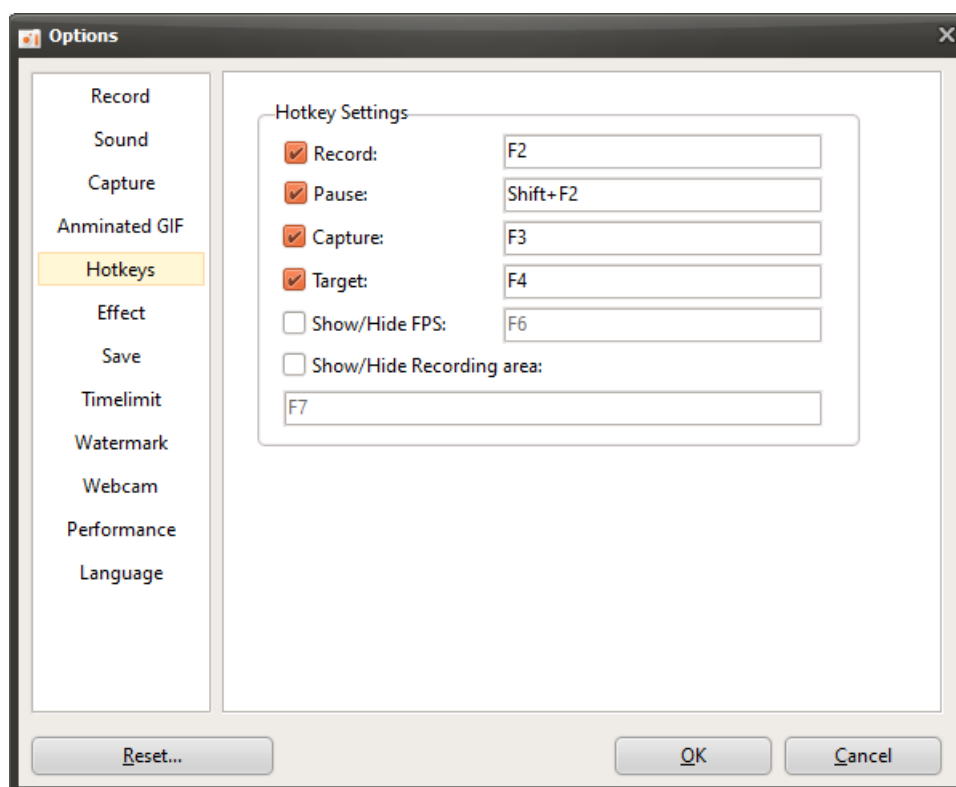 Options
Record
Sound
Capture
Anminated GIF
Hotkeys
Effect
Save
Timelimit
Watermark
Webcam
Performance
Language
Hotkey Settings
Record: F2
Pause: Shift+F2
Capture: F3
Target: F4
Show/Hide FPS: F6
Show/Hide Recording area:
F7
Reset... OK Cancel